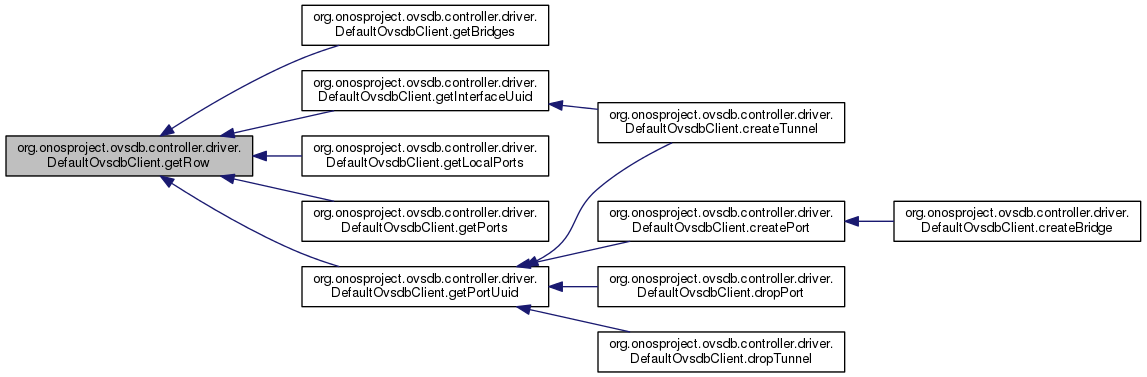 org.onosproject.ovsdb.controller.driver.
DefaultOvsdbClient.getRow
org.onosproject.ovsdb.controller.driver.
DefaultOvsdbClient.getBridges
org.onosproject.ovsdb.controller.driver.
DefaultOvsdbClient.getInterfaceUuid
org.onosproject.ovsdb.controller.driver.
DefaultOvsdbClient.getLocalPorts
org.onosproject.ovsdb.controller.driver.
DefaultOvsdbClient.getPorts
org.onosproject.ovsdb.controller.driver.
DefaultOvsdbClient.getPortUuid
org.onosproject.ovsdb.controller.driver.
DefaultOvsdbClient.createTunnel
org.onosproject.ovsdb.controller.driver.
DefaultOvsdbClient.createPort
org.onosproject.ovsdb.controller.driver.
DefaultOvsdbClient.dropPort
org.onosproject.ovsdb.controller.driver.
DefaultOvsdbClient.dropTunnel
org.onosproject.ovsdb.controller.driver.
DefaultOvsdbClient.createBridge